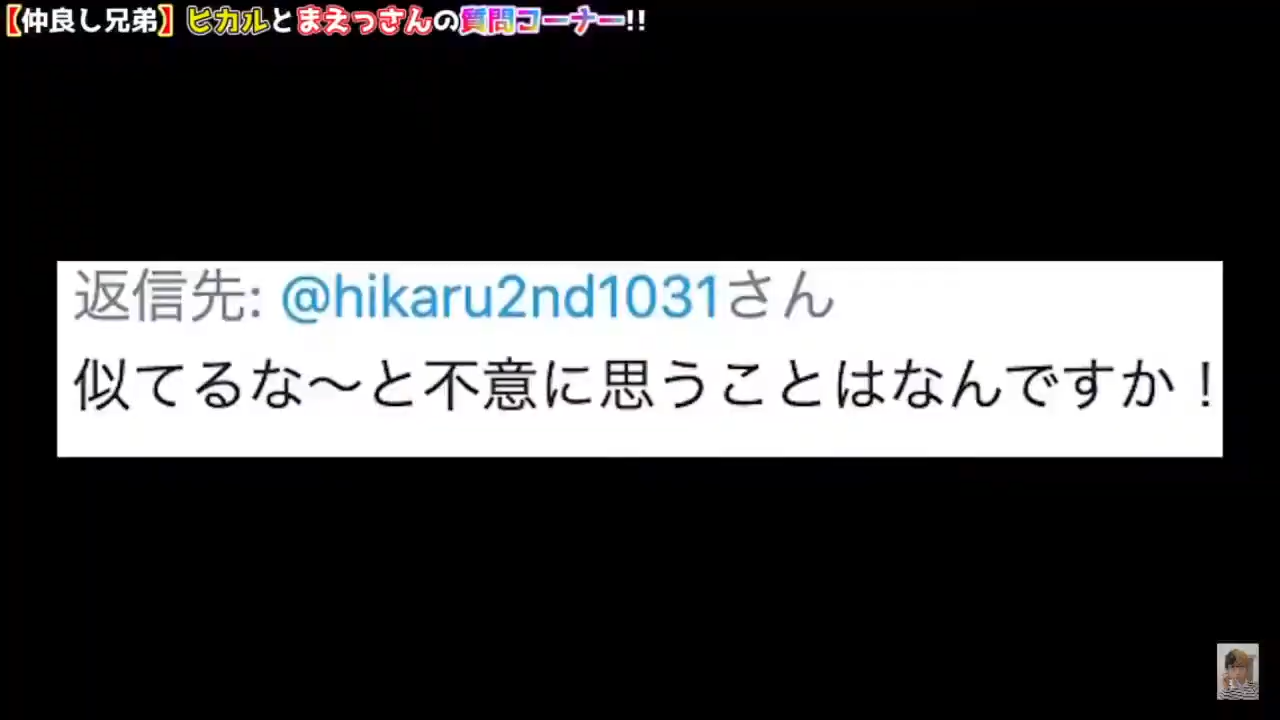 【仲良し兄弟】ヒカルとまえっさんの質問コーナー!!
返信先: @hikaru2nd1031さん
似てるな〜と不意に思うことはなんですか！